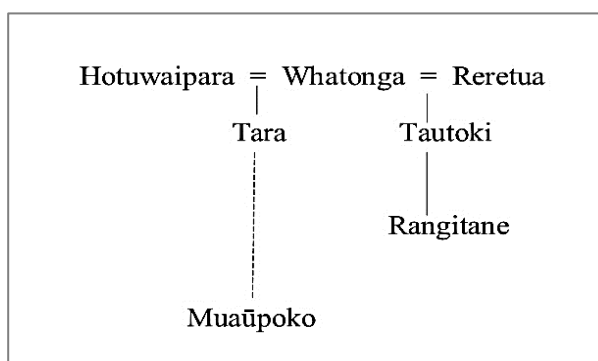 Hotuwaipara = Whatonga = Reretua
Tara Tautoki
Rangitane
Muaūpoko